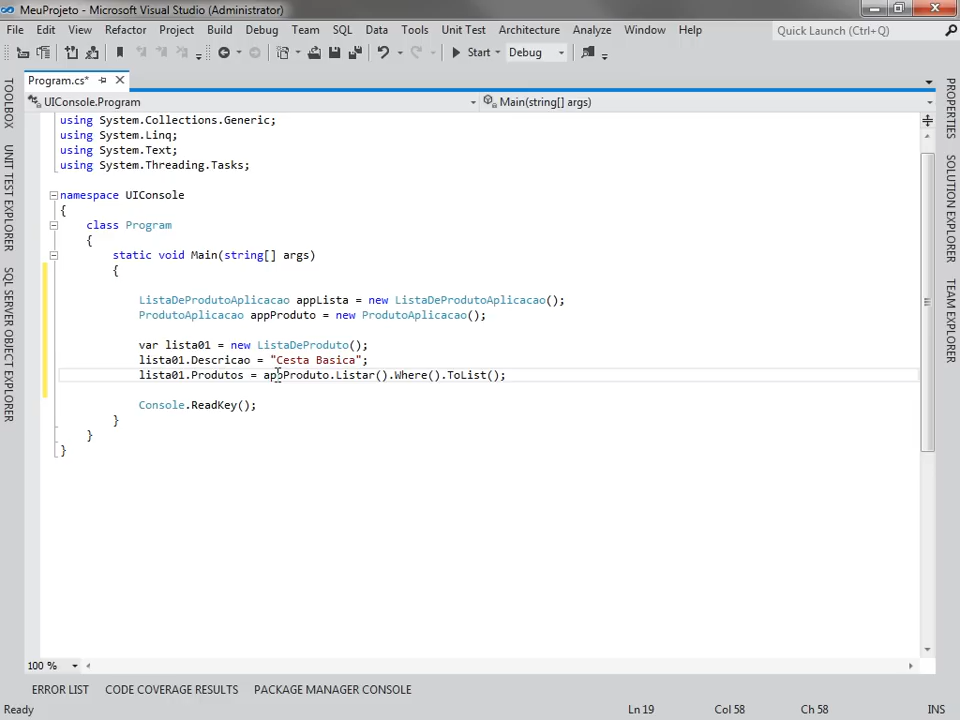 MeuProjeto - Microsoft Visual Studio (Administrator)
File Edit View Refactor Project Build Debug Team SQL Data Tools Unit Test Architecture Analyze Window Help
Quick Launch (Ctrl+Q)
Start Debug
Program.cs*
UIConsole.Program Main(string[] args)
using System.Collections.Generic;
using System.Linq;
using System.Text;
using System.Threading.Tasks;
namespace UIConsole
{
class Program
{
static void Main(string[] args)
{
ListaDeProdutoAplicacao appLista = new ListaDeProdutoAplicacao();
ProdutoAplicacao appProduto = new ProdutoAplicacao();
var lista01 = new ListaDeProduto();
lista01.Descricao = "Cesta Basica";
lista01.Produtos = appProduto.Listar().Where().ToList();
Console.ReadKey();
}
}
}
100 %
ERROR LIST CODE COVERAGE RESULTS PACKAGE MANAGER CONSOLE
Ready Ln 19 Col 58 Ch 58 INS
TOOLBOX
UNIT TEST EXPLORER
SQL SERVER OBJECT EXPLORER
PROPERTIES
SOLUTION EXPLORER
TEAM EXPLORER